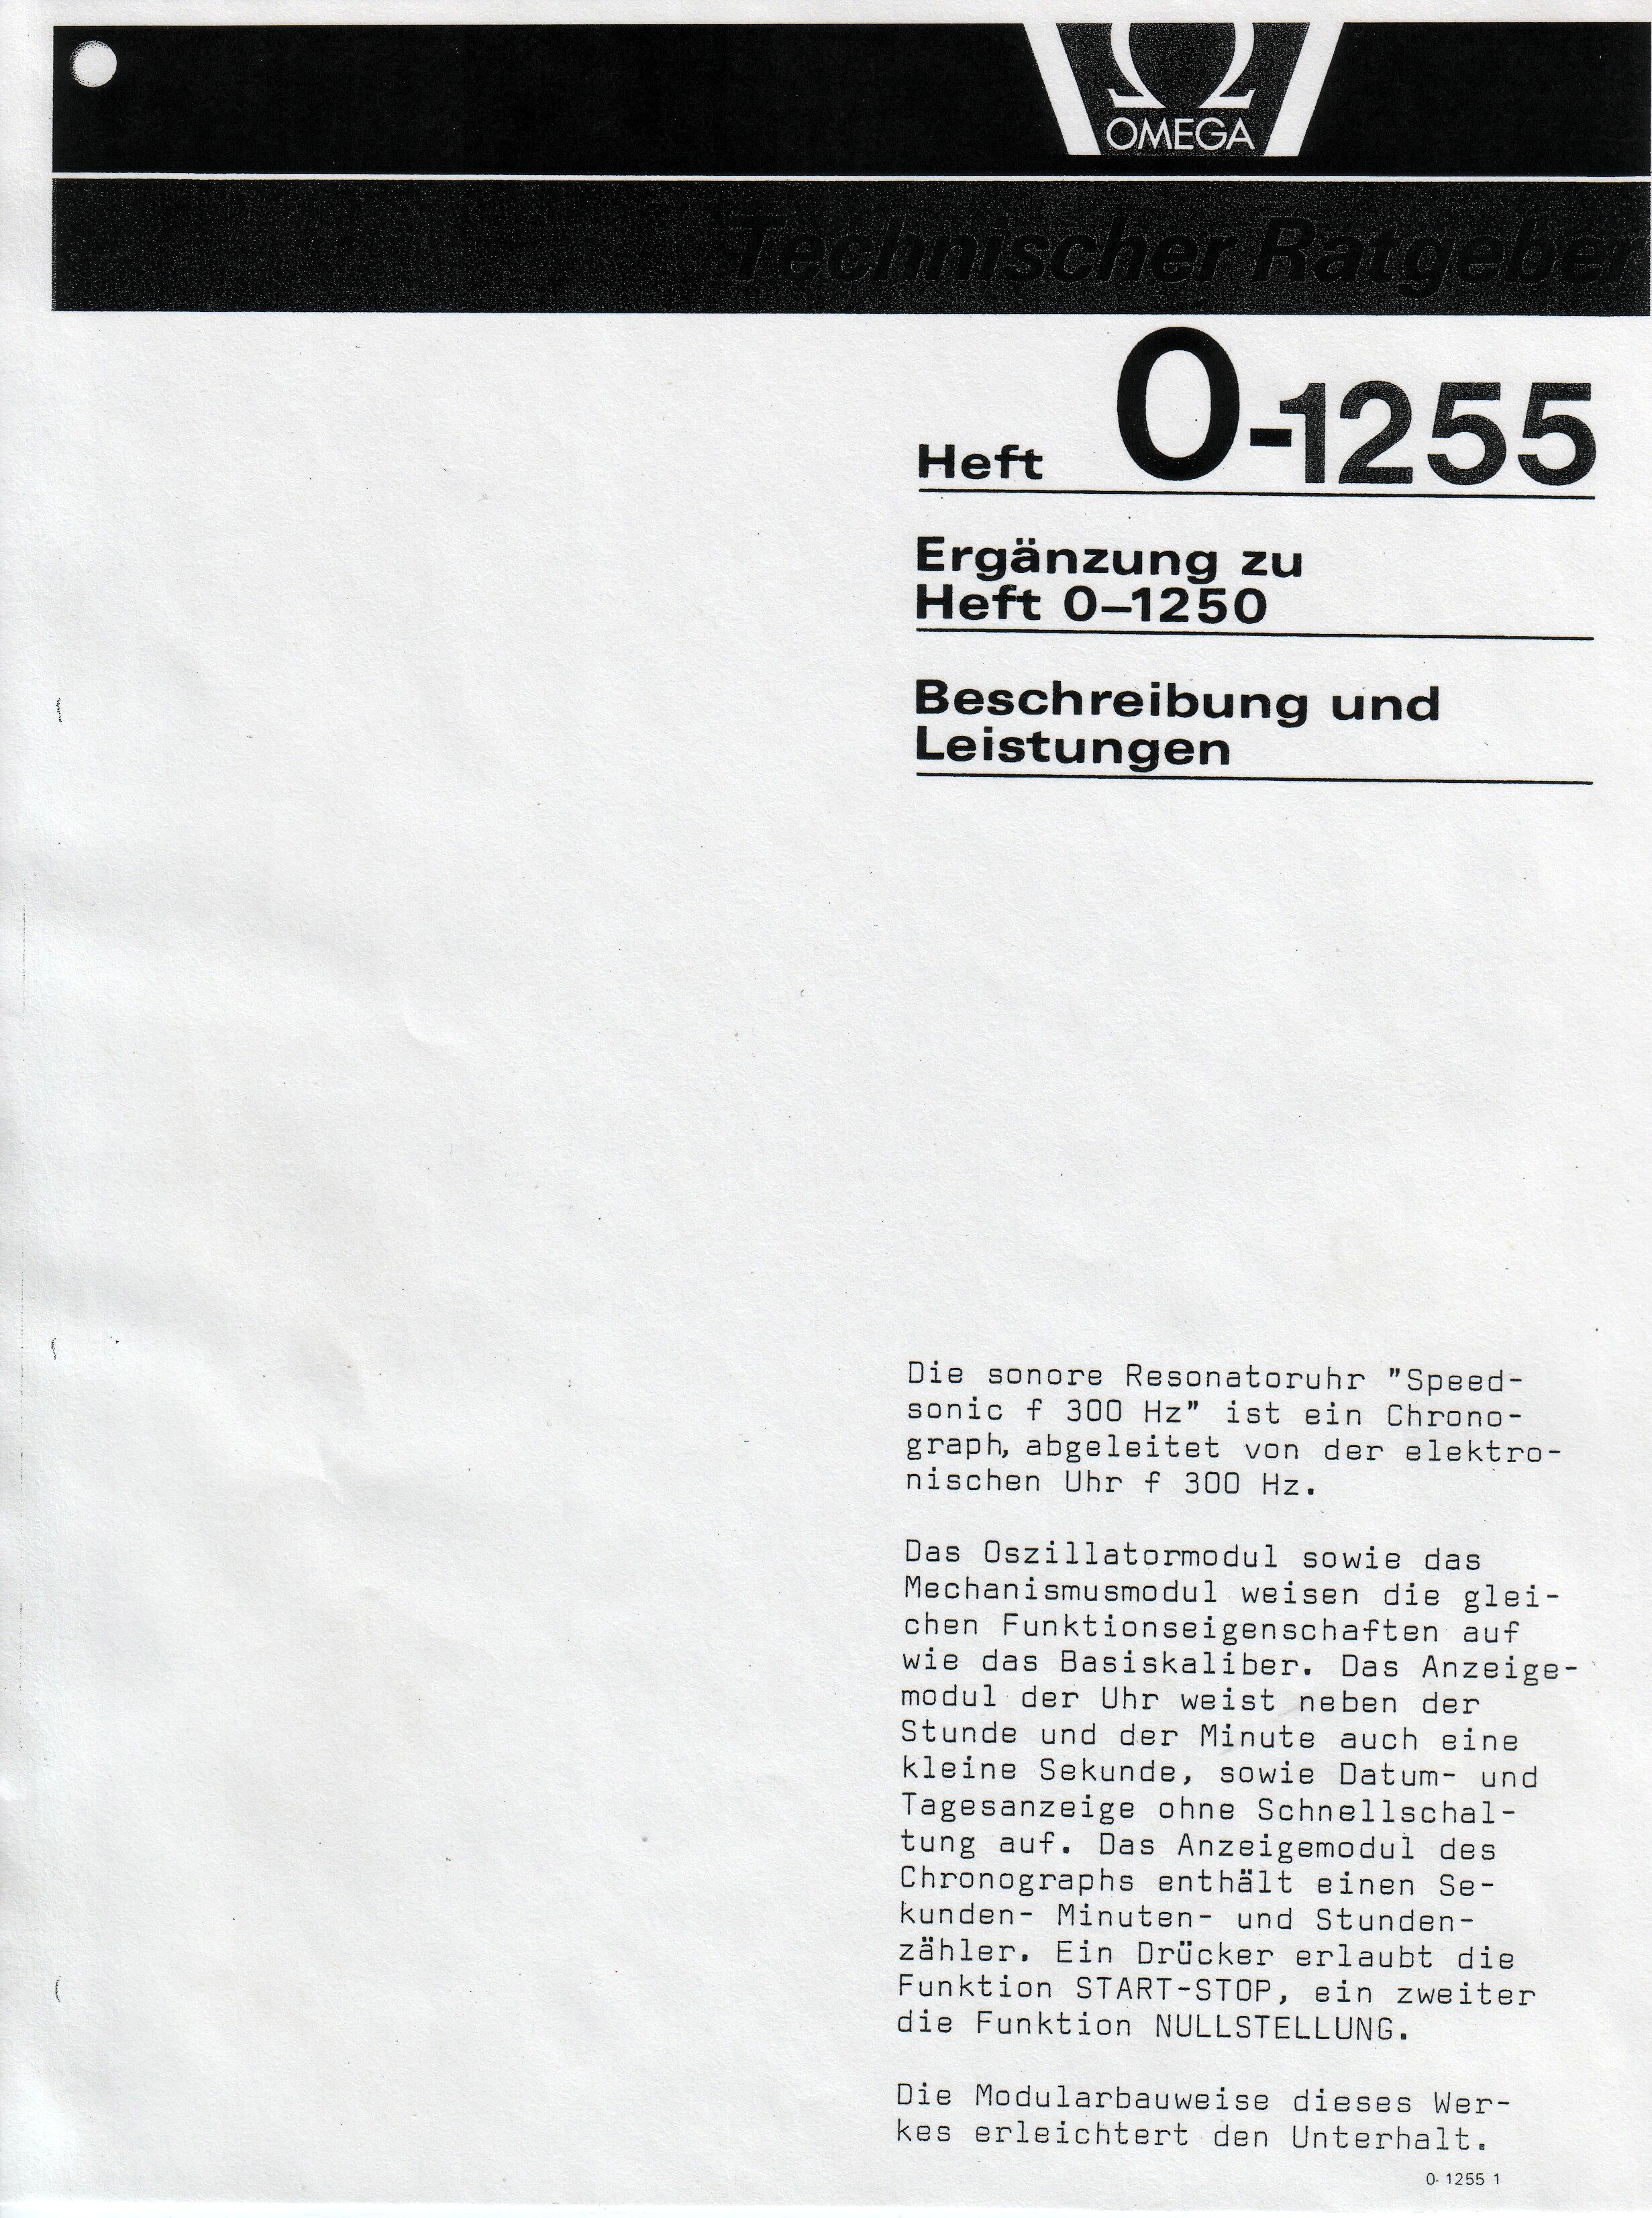 Ω
OMEGA
Technischer Ratgeber
Heft 0-1255
Ergänzung zu
Heft 0–1250
Beschreibung und
Leistungen
Die sonore Resonatoruhr "Speed-
sonic f 300 Hz" ist ein Chrono-
graph, abgeleitet von der elektro-
nischen Uhr f 300 Hz.
Das Oszillatormodul sowie das
Mechanismusmodul weisen die glei-
chen Funktionseigenschaften auf
wie das Basiskaliber. Das Anzeige-
modul der Uhr weist neben der
Stunde und der Minute auch eine
kleine Sekunde, sowie Datum- und
Tagesanzeige ohne Schnellschal-
tung auf. Das Anzeigemodul des
Chronographs enthält einen Se-
kunden- Minuten- und Stunden-
zähler. Ein Drücker erlaubt die
Funktion START-STOP, ein zweiter
die Funktion NULLSTELLUNG.
Die Modularbauweise dieses Wer-
kes erleichtert den Unterhalt.
0- 1255 1